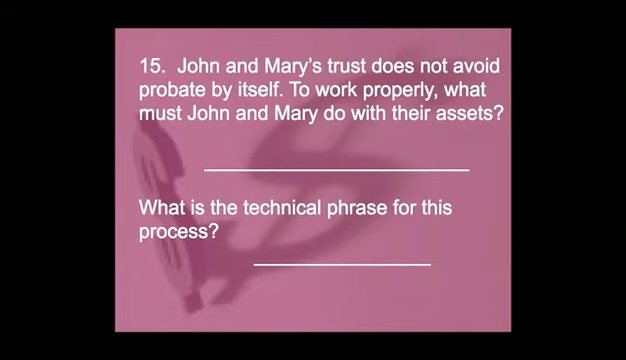 15.  John and Mary's trust does not avoid
probate by itself. To work properly, what
must John and Mary do with their assets?
What is the technical phrase for this
process?